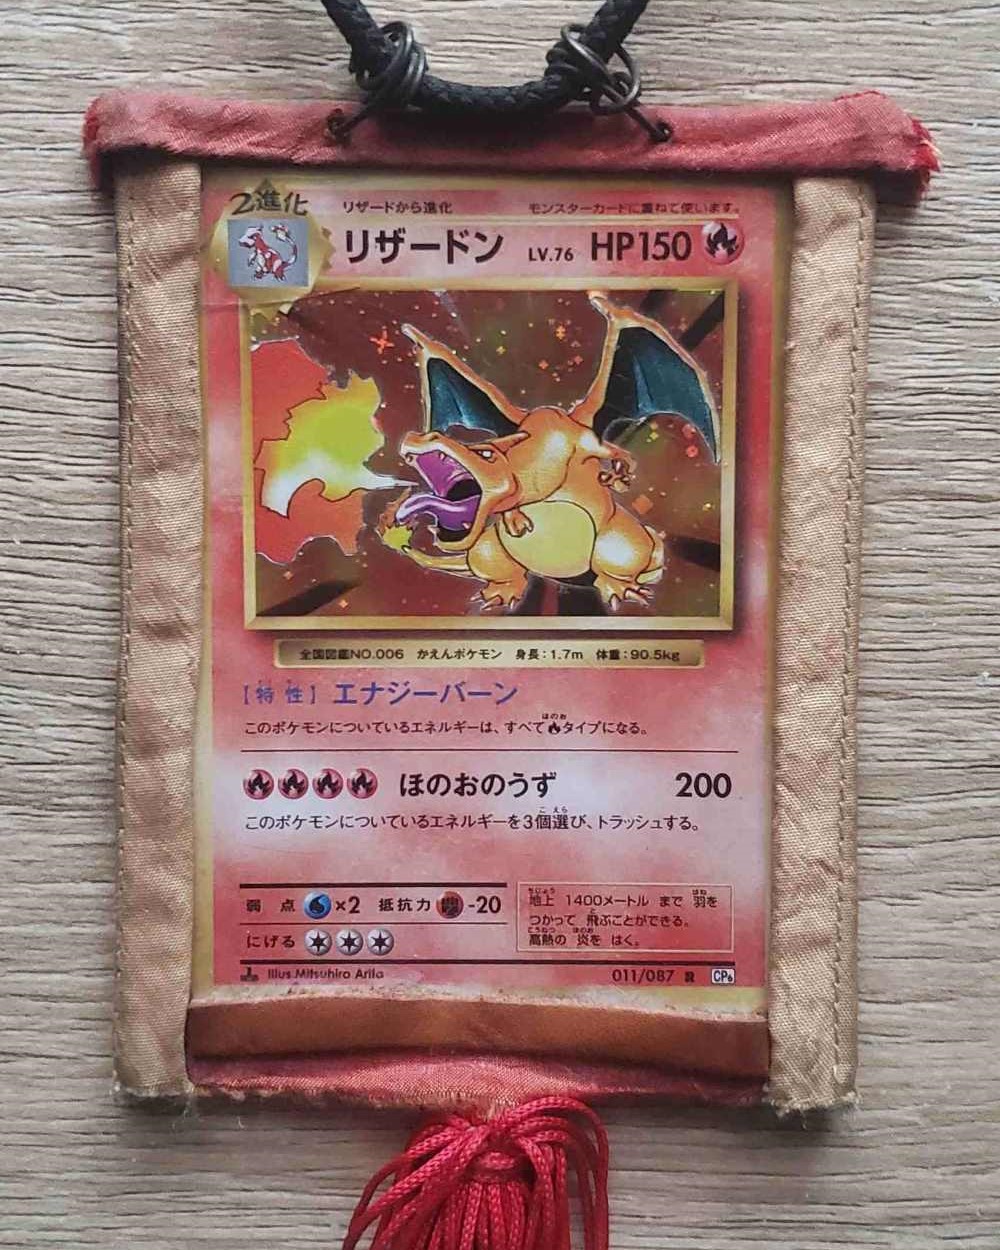 2進化
リザードから進化 モンスターカードに重ねて使います。
リザードン LV.76 HP150
全国図鑑NO.006 かえんポケモン 身長:1.7m 体重:90.5kg
【特性】 エナジーバーン
このポケモンについているエネルギーは、すべてタイプになる。
ほのおのうず 200
このポケモンについているエネルギーを3個選び、トラッシュする。
弱点 ×2 抵抗力 -20
にげる
地上 1400メートル まで 羽を
つかって 飛ぶことができる。
高熱の 炎を はく。
Illus.Mitsuhiro Arita
011/087 R CP6